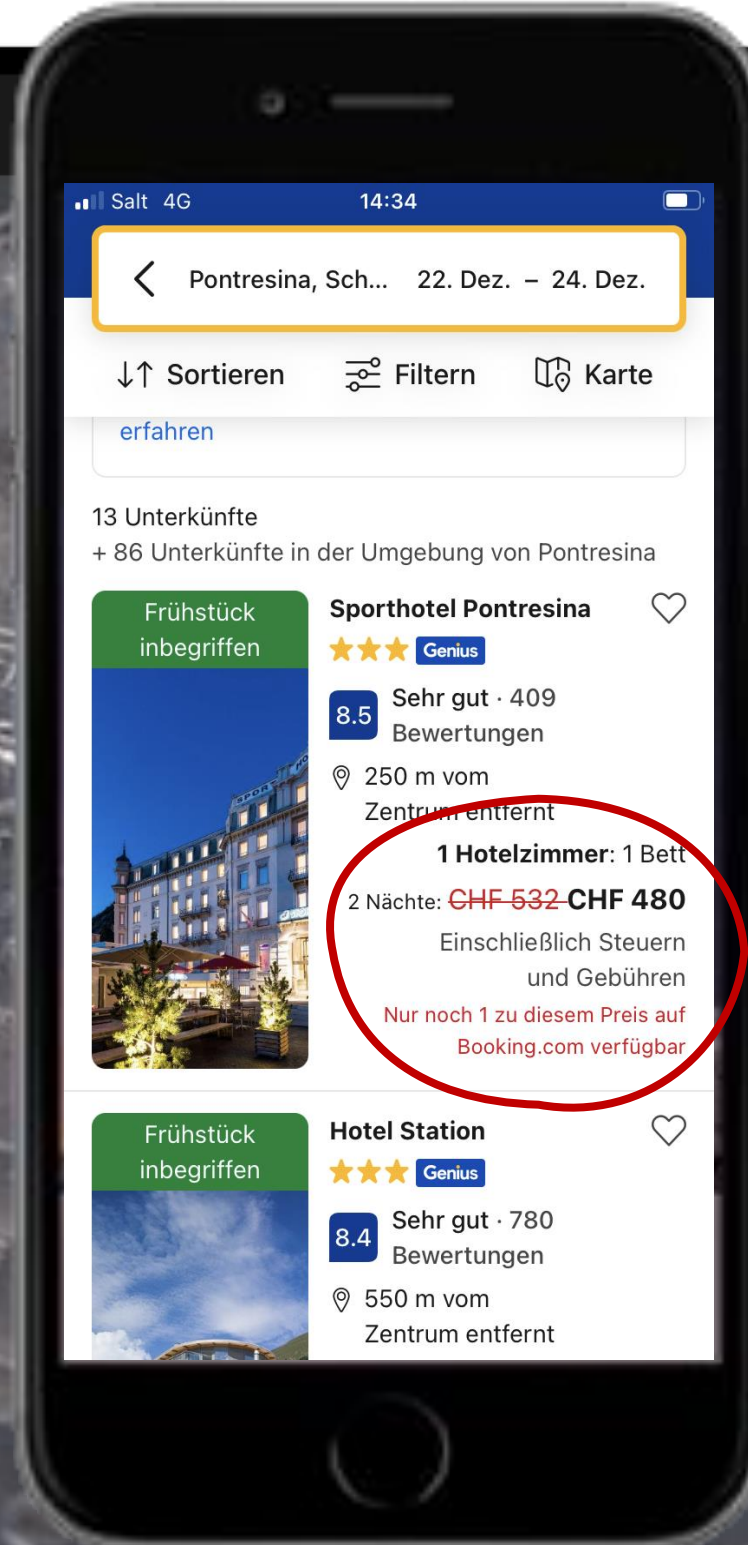 Salt 4G 14:34
Pontresina, Sch... 22. Dez. – 24. Dez.
Sortieren Filtern Karte
erfahren
13 Unterkünfte
+ 86 Unterkünfte in der Umgebung von Pontresina
Frühstück
inbegriffen
Sporthotel Pontresina
Genius
8.5
Sehr gut · 409
Bewertungen
250 m vom
Zentrum entfernt
1 Hotelzimmer: 1 Bett
2 Nächte: CHF 532 CHF 480
Einschließlich Steuern
und Gebühren
Nur noch 1 zu diesem Preis auf
Booking.com verfügbar
SPORTHOTEL
Frühstück
inbegriffen
Hotel Station
Genius
8.4
Sehr gut · 780
Bewertungen
550 m vom
Zentrum entfernt